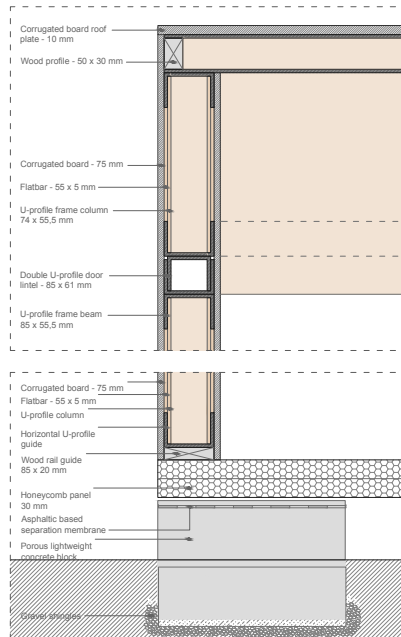 Corrugated board roof
plate - 10 mm
Wood profile - 50 x 30 mm
Corrugated board - 75 mm
Flatbar - 55 x 5 mm
U-profile frame column
74 x 55,5 mm
Double U-profile door
lintel - 85 x 61 mm
U-profile frame beam
85 x 55,5 mm
Corrugated board - 75 mm
Flatbar - 55 x 5 mm
U-profile column
Horizontal U-profile
guide
Wood rail guide
85 x 20 mm
Honeycomb panel
30 mm
Asphaltic based
separation membrane
Porous lightweight
concrete block
Gravel shingles